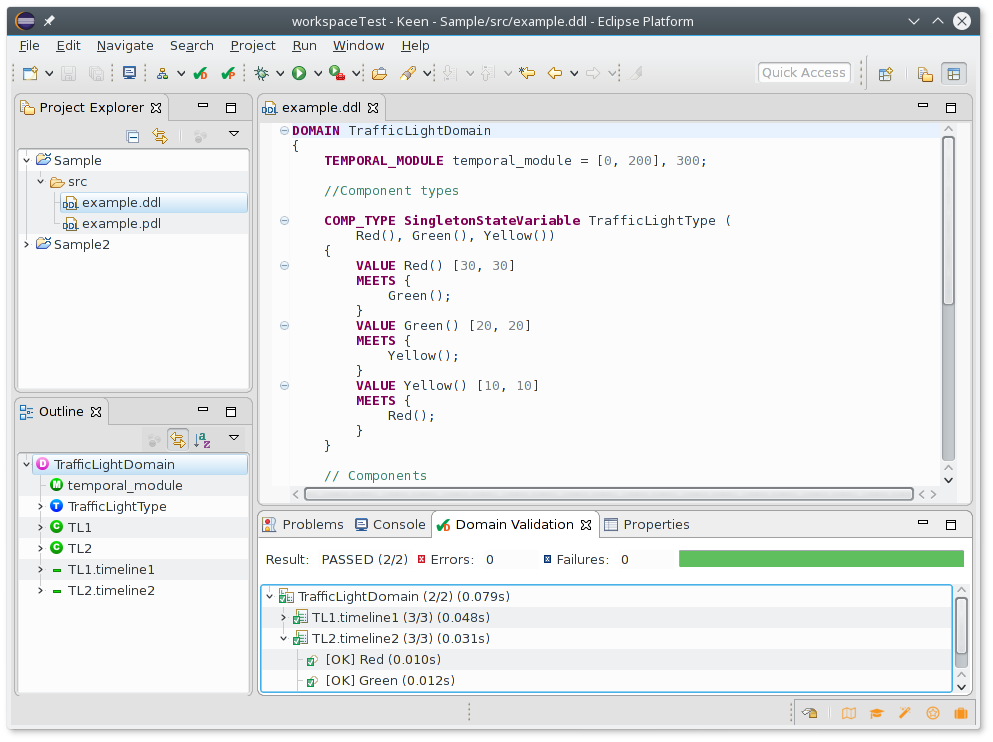 workspaceTest - Keen - Sample/src/example.ddl - Eclipse Platform
File Edit Navigate Search Project Run Window Help
Quick Access
Project Explorer
Sample
src
DDL example.ddl
DDL example.pdl
Sample2
Outline
D TrafficLightDomain
M temporal_module
T TrafficLightType
C TL1
C TL2
TL1.timeline1
TL2.timeline2
DDL example.ddl
DOMAIN TrafficLightDomain
{
TEMPORAL_MODULE temporal_module = [0, 200], 300;
//Component types
COMP_TYPE SingletonStateVariable TrafficLightType (
Red(), Green(), Yellow())
{
VALUE Red() [30, 30]
MEETS {
Green();
}
VALUE Green() [20, 20]
MEETS {
Yellow();
}
VALUE Yellow() [10, 10]
MEETS {
Red();
}
}
// Components
Problems Console Domain Validation Properties
Result: PASSED (2/2) Errors: 0 Failures: 0
TrafficLightDomain (2/2) (0.079s)
TL1.timeline1 (3/3) (0.048s)
TL2.timeline2 (3/3) (0.031s)
[OK] Red (0.010s)
[OK] Green (0.012s)